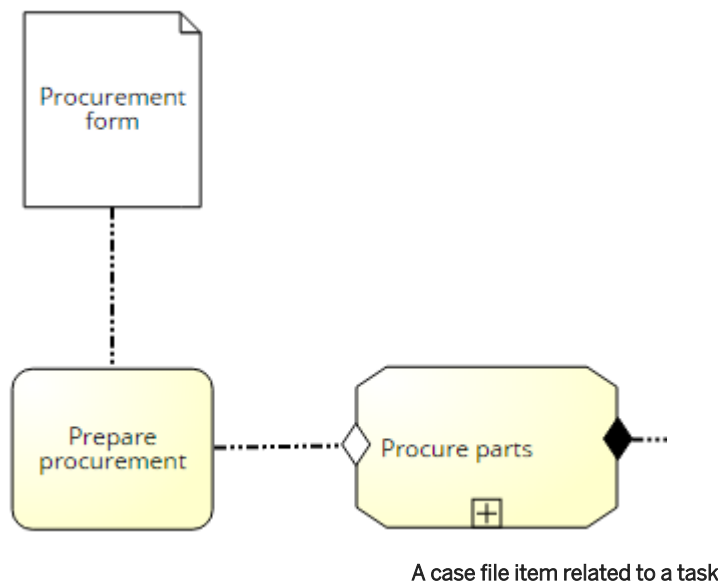 Procurement
form
Prepare
procurement
Procure parts
A case file item related to a task